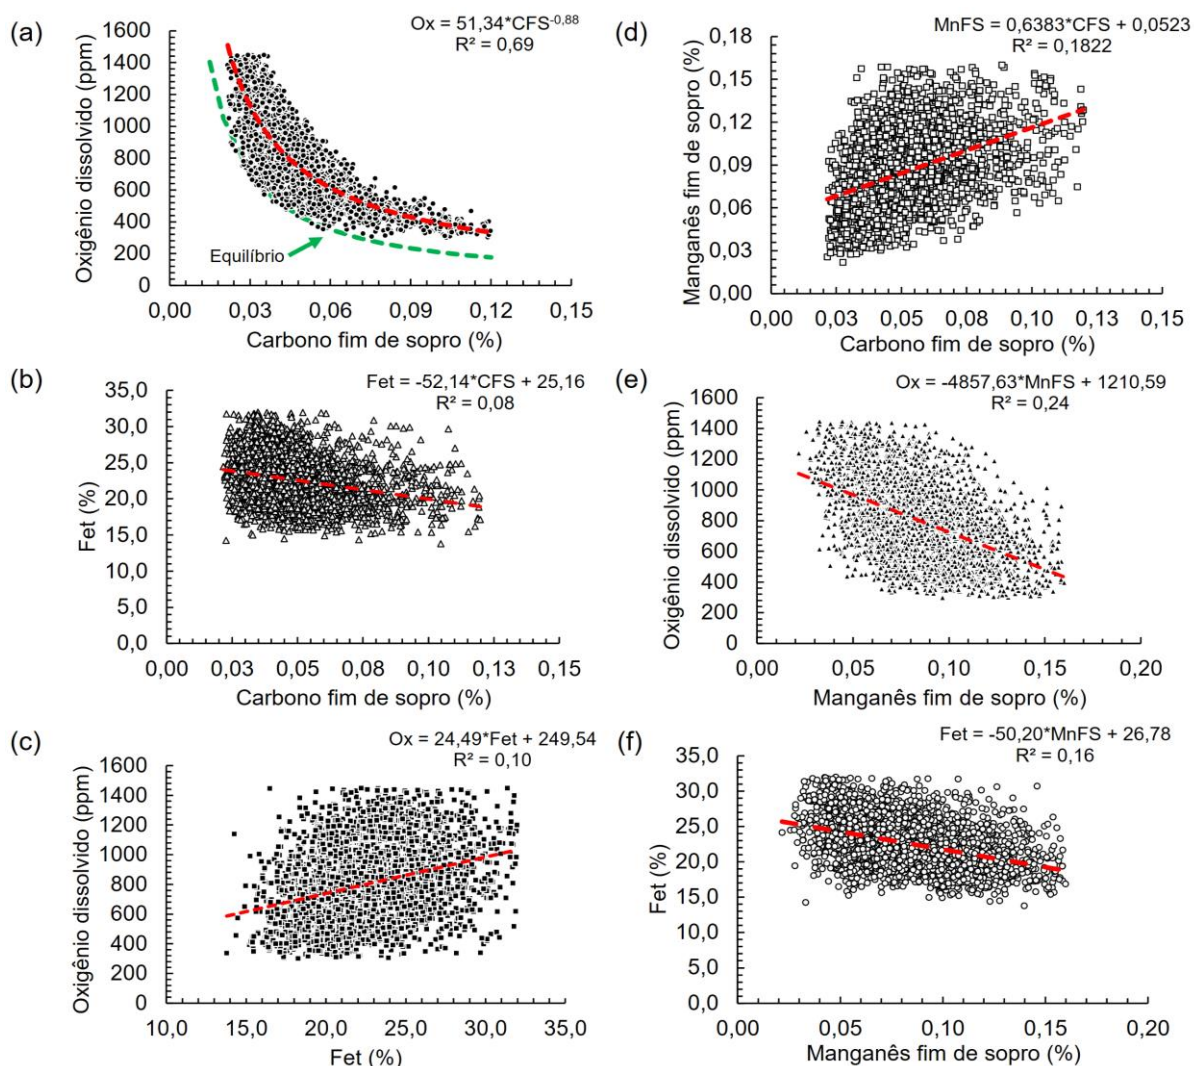 (a)
Ox = 51,34*CFS-0,88
R² = 0,69
Oxigênio dissolvido (ppm)
1600
1400
1200
1000
800
600
400
200
0
Equilíbrio
0,00 0,03 0,06 0,09 0,12 0,15
Carbono fim de sopro (%)
(d)
MnFS = 0,6383*CFS + 0,0523
R² = 0,1822
Manganês fim de sopro (%)
0,18
0,15
0,12
0,09
0,06
0,03
0,00
0,00 0,03 0,05 0,08 0,10 0,13 0,15
Carbono fim de sopro (%)
(b)
Fet = -52,14*CFS + 25,16
R² = 0,08
Fet (%)
35,0
30,0
25,0
20,0
15,0
10,0
5,0
0,0
0,00 0,03 0,05 0,08 0,10 0,13 0,15
Carbono fim de sopro (%)
(e)
Ox = -4857,63*MnFS + 1210,59
R² = 0,24
Oxigênio dissolvido (ppm)
1600
1400
1200
1000
800
600
400
200
0
0,00 0,05 0,10 0,15 0,20
Manganês fim de sopro (%)
(c)
Ox = 24,49*Fet + 249,54
R² = 0,10
Oxigênio dissolvido (ppm)
1600
1400
1200
1000
800
600
400
200
0
10,0 15,0 20,0 25,0 30,0 35,0
Fet (%)
(f)
Fet = -50,20*MnFS + 26,78
R² = 0,16
Fet (%)
35,0
30,0
25,0
20,0
15,0
10,0
5,0
0,0
0,00 0,05 0,10 0,15 0,20
Manganês fim de sopro (%)